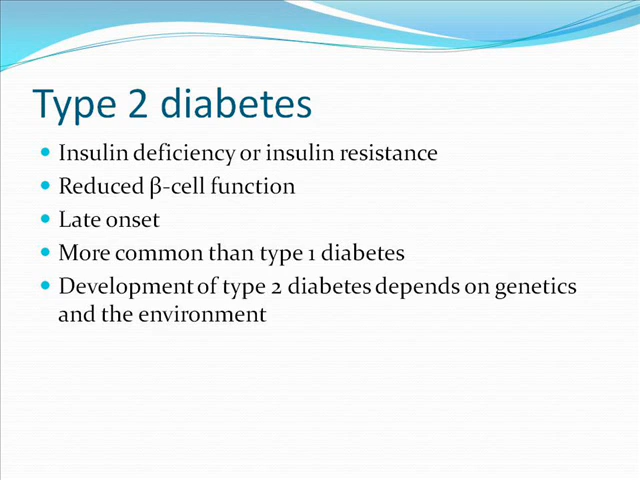 Type 2 diabetes
• Insulin deficiency or insulin resistance
• Reduced β-cell function
• Late onset
• More common than type 1 diabetes
• Development of type 2 diabetes depends on genetics
and the environment